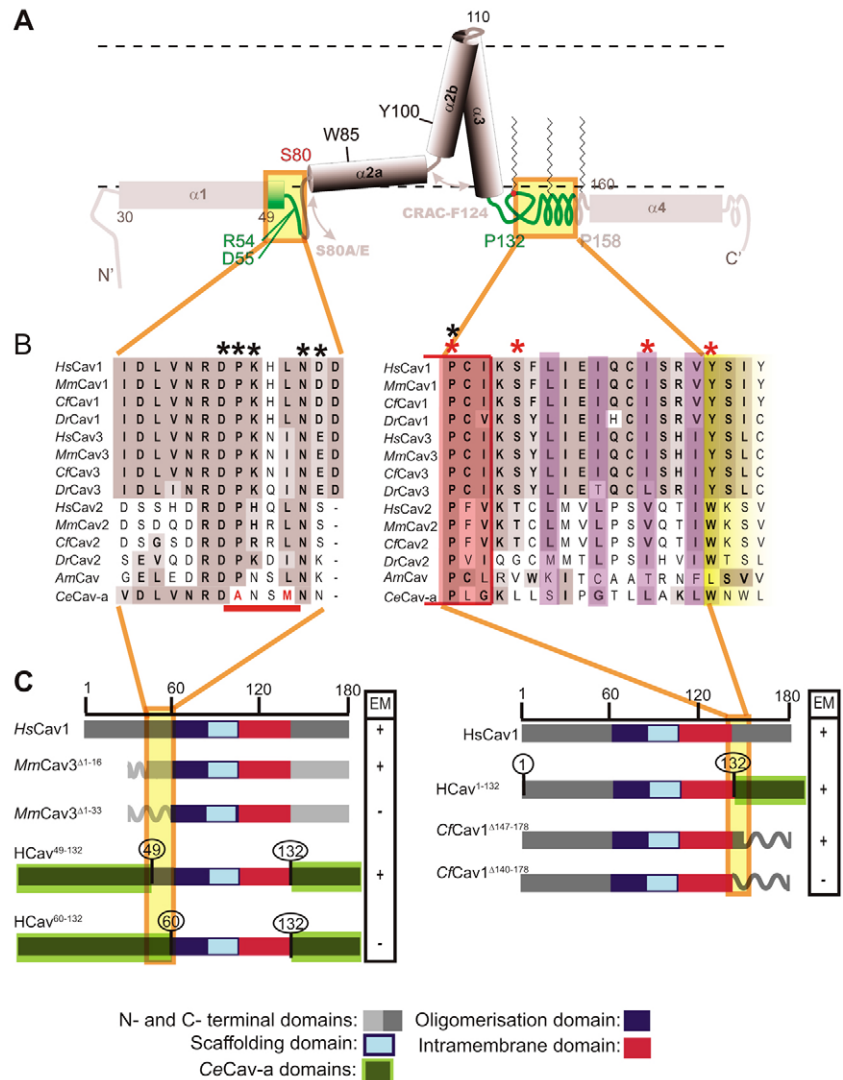 A
110
α2b
α3
Y100
W85
S80
α2a
α1
30
49
R54
D55
S80A/E
CRAC-F124
P132
160
α4
P158
N'
C'
B
*** **
HsCav1 I D L V N R D P K H L N D D
MmCav1 I D L V N R D P K H L N D D
CfCav1 I D L V N R D P K H L N D D
DrCav1 I D L V N R D P K H L N D D
HsCav3 I D L V N R D P K N I N E D
MmCav3 I D L V N R D P K N I N E D
CfCav3 I D L V N R D P K N I N E D
DrCav3 I D L I N R D P K Q I N E D
HsCav2 D S S H D R D P H Q L N S -
MmCav2 D S D Q D R D P H R L N S -
CfCav2 D S G S D R D P R R L N S -
DrCav2 S E V Q D R D P K D I N E -
AmCav G E L E D R D P N S L N K -
CeCav-a V D L V N R D A N S M N N -
*
* * * *
HsCav1 P C I K S F L I E I Q C I S R V Y S I Y
MmCav1 P C I K S F L I E I Q C I S R V Y S I Y
CfCav1 P C I K S F L I E I Q C I S R V Y S I Y
DrCav1 P C V K S Y L I E I H C I S R V Y S I C
HsCav3 P C I K S Y L I E I Q C I S H I Y S L C
MmCav3 P C I K S Y L I E I Q C I S H I Y S L C
CfCav3 P C I K S Y L I E I Q C I S H I Y S L C
DrCav3 P C I K S Y L I E T Q C L S R I Y S L C
HsCav2 P F V K T C L M V L P S V Q T I W K S V
MmCav2 P F V K T C L M V L P S V Q T I W K S V
CfCav2 P F V K T C L M V L P S V Q T I W K S V
DrCav2 P V I Q G C M M T L P S I H V I W T S L
AmCav P C L R V W K I T C A A T R N F L S V V
CeCav-a P L G K L L S I P G T L L A K L W N W L
C
1 60 120 180 EM
HsCav1 +
MmCav3Δ1-16 +
MmCav3Δ1-33 -
49 132
HCav49-132 +
60 132
HCav60-132 -
1 60 120 180 EM
HsCav1 +
1 132
HCav1-132 +
CfCav1Δ147-178 +
CfCav1Δ140-178 -
N- and C- terminal domains:
Scaffolding domain:
CeCav-a domains:
Oligomerisation domain:
Intramembrane domain: